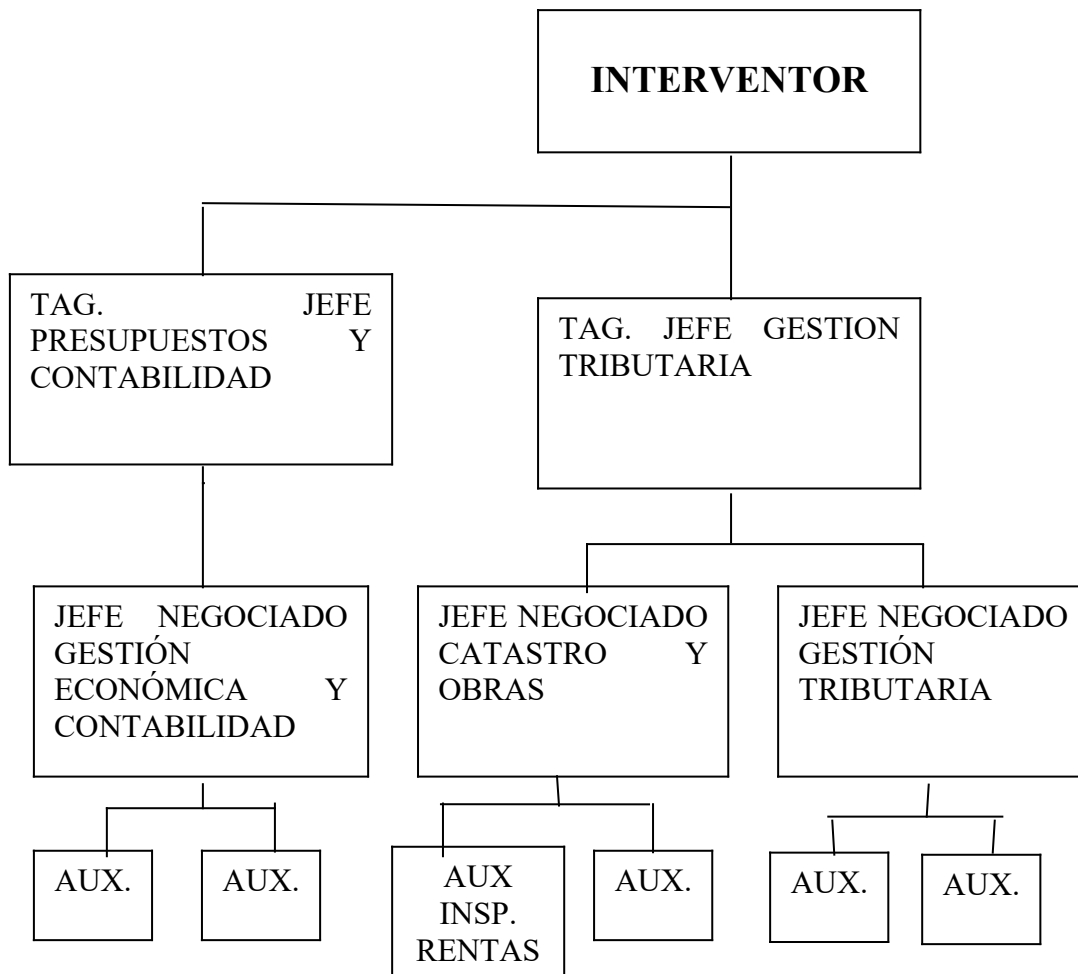 INTERVENTOR
TAG. JEFE
PRESUPUESTOS Y
CONTABILIDAD
TAG. JEFE GESTION
TRIBUTARIA
JEFE NEGOCIADO
GESTIÓN
ECONÓMICA Y
CONTABILIDAD
JEFE NEGOCIADO
CATASTRO Y
OBRAS
JEFE NEGOCIADO
GESTIÓN
TRIBUTARIA
AUX.
AUX.
AUX
INSP.
RENTAS
AUX.
AUX.
AUX.